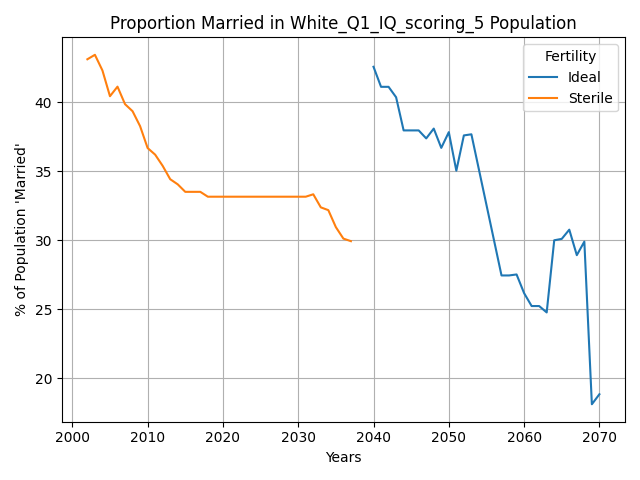 Proportion Married in White_Q1_IQ_scoring_5 Population
% of Population 'Married'
40
35
30
25
20
Fertility
Ideal
Sterile
2000 2010 2020 2030 2040 2050 2060 2070
Years